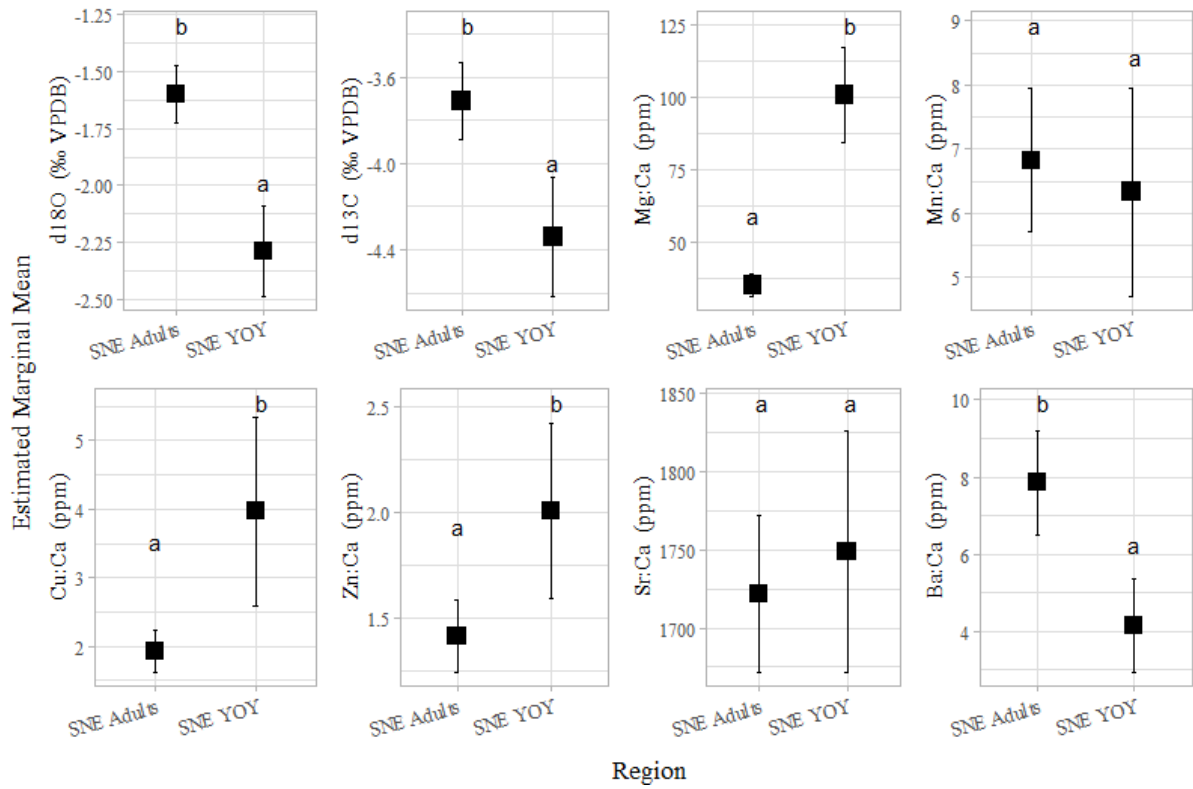 Estimated Marginal Mean
d18O (‰ VPDB)
-1.25
-1.50
-1.75
-2.00
-2.25
-2.50
b
a
SNE Adults
SNE YOY
d13C (‰ VPDB)
-3.6
-4.0
-4.4
b
a
SNE Adults
SNE YOY
Mg:Ca (ppm)
125
100
75
50
a
b
SNE Adults
SNE YOY
Mn:Ca (ppm)
9
8
7
6
5
a
a
SNE Adults
SNE YOY
Cu:Ca (ppm)
5
4
3
2
a
b
SNE Adults
SNE YOY
Zn:Ca (ppm)
2.5
2.0
1.5
a
b
SNE Adults
SNE YOY
Sr:Ca (ppm)
1850
1800
1750
1700
a
a
SNE Adults
SNE YOY
Ba:Ca (ppm)
10
8
6
4
b
a
SNE Adults
SNE YOY
Region